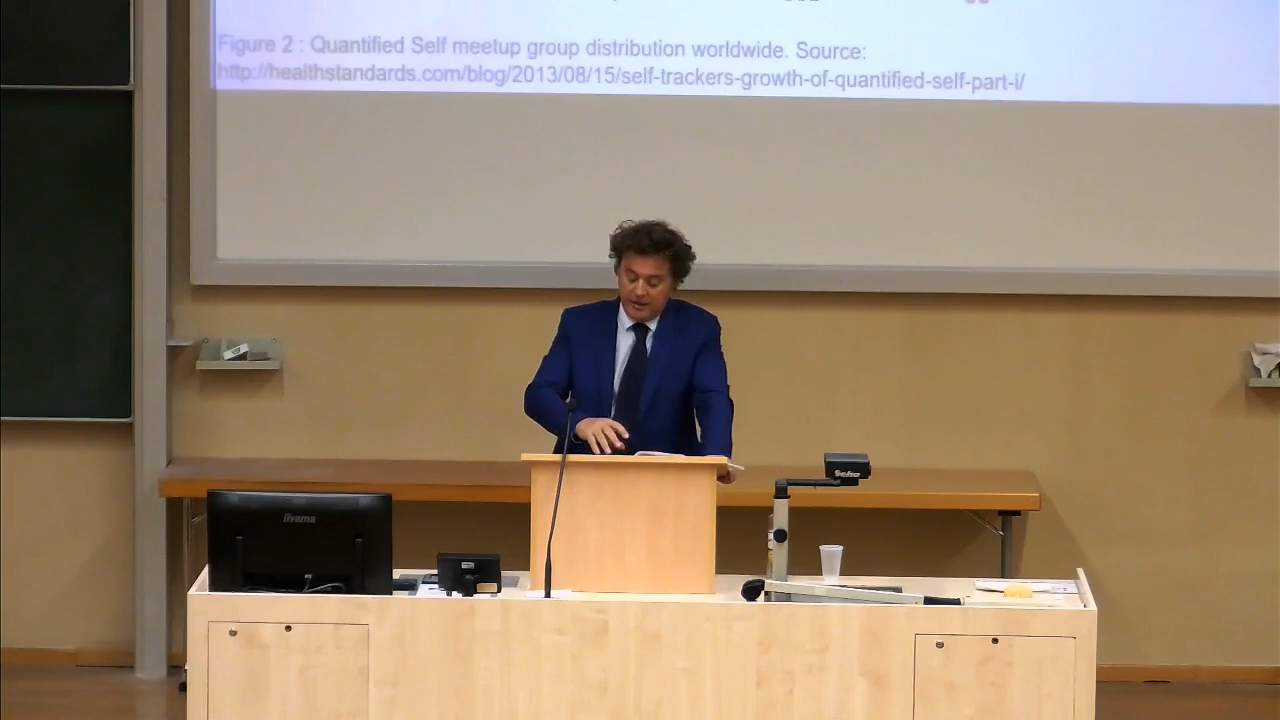 Figure 2 : Quantified Self meetup group distribution worldwide. Source:
http://healthstandards.com/blog/2013/08/15/self-trackers-growth-of-quantified-self-part-i/
iiyama